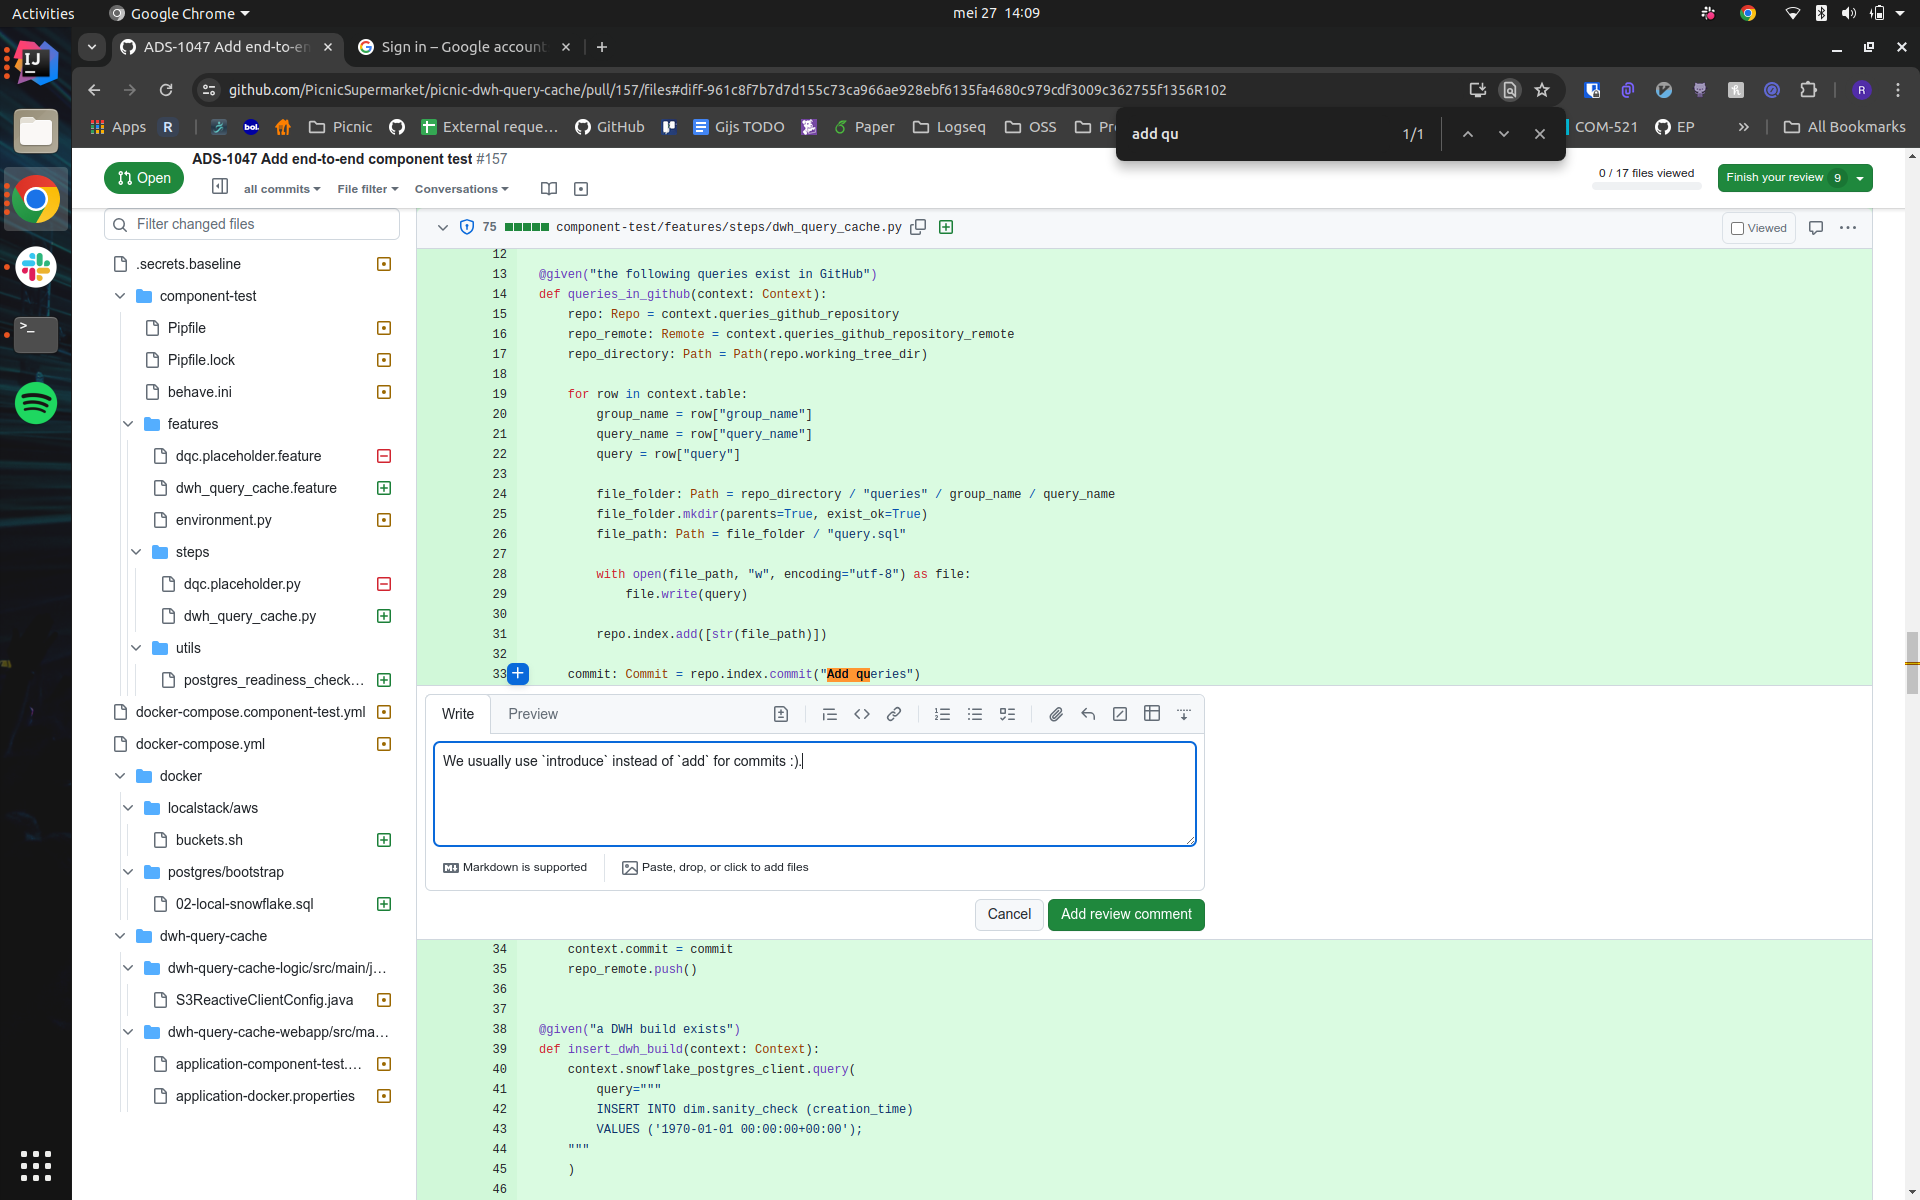 Activities
Google Chrome
mei 27 14:09
ADS-1047 Add end-to-en
Sign in – Google account
github.com/PicnicSupermarket/picnic-dwh-query-cache/pull/157/files#diff-961c8f7b7d7d155c73ca966ae928ebf6135fa4680c979cdf3009c362755f1356R102
R
Apps
R
bol.
Picnic
External reque…
GitHub
Gijs TODO
Paper
Logseq
OSS
COM-521
EP
»
All Bookmarks
add qu
1/1
Open
ADS-1047 Add end-to-end component test #157
all commits
File filter
Conversations
0 / 17 files viewed
Finish your review 9
Filter changed files
.secrets.baseline
component-test
Pipfile
Pipfile.lock
behave.ini
features
dqc.placeholder.feature
dwh_query_cache.feature
environment.py
steps
dqc.placeholder.py
dwh_query_cache.py
utils
postgres_readiness_check…
docker-compose.component-test.yml
docker-compose.yml
docker
localstack/aws
buckets.sh
postgres/bootstrap
02-local-snowflake.sql
dwh-query-cache
dwh-query-cache-logic/src/main/j…
S3ReactiveClientConfig.java
dwh-query-cache-webapp/src/ma…
application-component-test.…
application-docker.properties
75
component-test/features/steps/dwh_query_cache.py
Viewed
12
13 @given("the following queries exist in GitHub")
14 def queries_in_github(context: Context):
15 repo: Repo = context.queries_github_repository
16 repo_remote: Remote = context.queries_github_repository_remote
17 repo_directory: Path = Path(repo.working_tree_dir)
18
19 for row in context.table:
20 group_name = row["group_name"]
21 query_name = row["query_name"]
22 query = row["query"]
23
24 file_folder: Path = repo_directory / "queries" / group_name / query_name
25 file_folder.mkdir(parents=True, exist_ok=True)
26 file_path: Path = file_folder / "query.sql"
27
28 with open(file_path, "w", encoding="utf-8") as file:
29 file.write(query)
30
31 repo.index.add([str(file_path)])
32
33 commit: Commit = repo.index.commit("Add queries")
Write
Preview
We usually use `introduce` instead of `add` for commits :).
Markdown is supported
Paste, drop, or click to add files
Cancel
Add review comment
34 context.commit = commit
35 repo_remote.push()
36
37
38 @given("a DWH build exists")
39 def insert_dwh_build(context: Context):
40 context.snowflake_postgres_client.query(
41 query="""
42 INSERT INTO dim.sanity_check (creation_time)
43 VALUES ('1970-01-01 00:00:00+00:00');
44 """
45 )
46